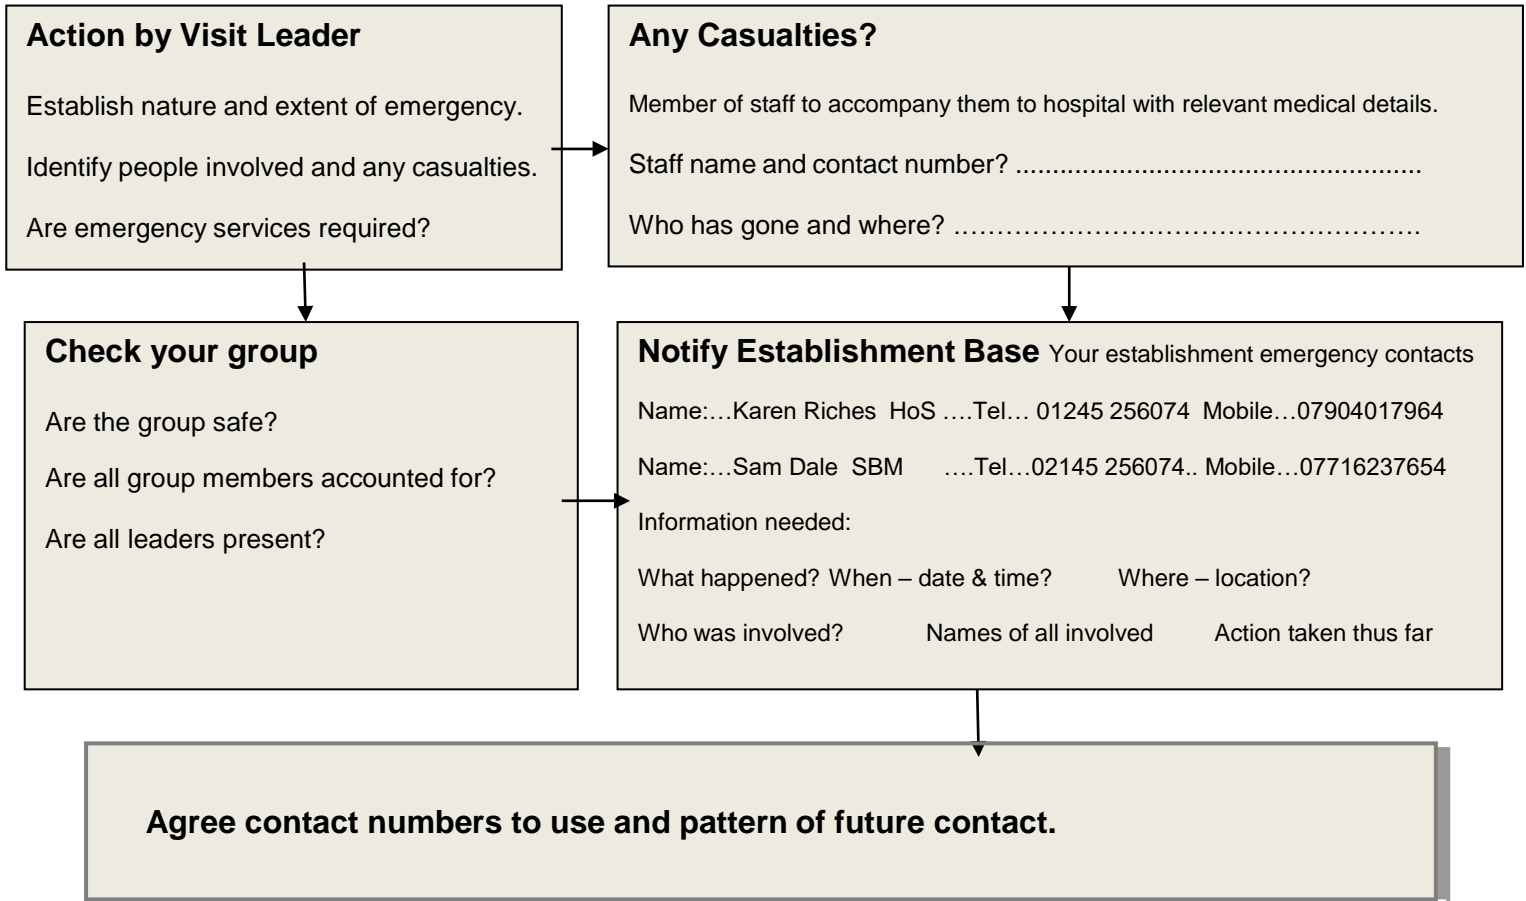 Action by Visit Leader
Establish nature and extent of emergency.
Identify people involved and any casualties.
Are emergency services required?
Any Casualties?
Member of staff to accompany them to hospital with relevant medical details.
Staff name and contact number? ........................................................
Who has gone and where? ..………………………………………………….
Check your group
Are the group safe?
Are all group members accounted for?
Are all leaders present?
Notify Establishment Base Your establishment emergency contacts
Name:…Karen Riches HoS ….Tel… 01245 256074 Mobile…07904017964
Name:…Sam Dale SBM ….Tel…02145 256074.. Mobile…07716237654
Information needed:
What happened? When – date & time? Where – location?
Who was involved? Names of all involved Action taken thus far
Agree contact numbers to use and pattern of future contact.